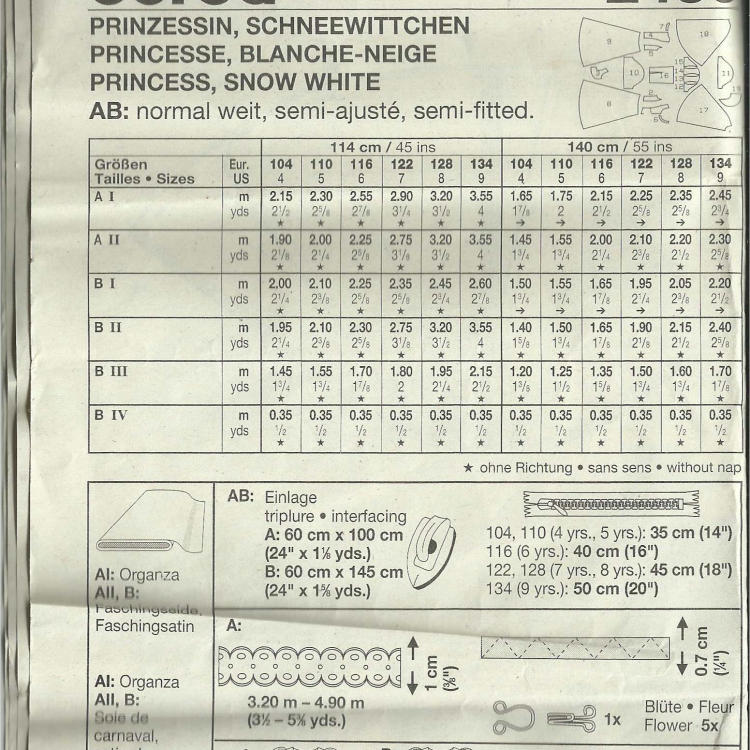 PRINZESSIN, SCHNEEWITTCHEN
PRINCESSE, BLANCHE-NEIGE
PRINCESS, SNOW WHITE
AB: normal weit, semi-ajusté, semi-fitted.
114 cm / 45 ins 140 cm / 55 ins
Größen Eur. 104 110 116 122 128 134 104 110 116 122 128 134
Tailles • Sizes US 4 5 6 7 8 9 4 5 6 7 8 9
A I m 2.15 2.30 2.55 2.90 3.20 3.55 1.65 1.75 2.15 2.25 2.35 2.45
yds 2½ 2⅝ 2⅞ 3¼ 3½ 4 1⅞ 2 2½ 2⅝ 2⅝ 2¾
★ ★ ★ ★ ★ ★ → → → → → →
A II m 1.90 2.00 2.25 2.75 3.20 3.55 1.45 1.55 2.00 2.10 2.20 2.30
yds 2⅛ 2¼ 2⅝ 3⅛ 3½ 4 1¾ 1¾ 2¼ 2⅜ 2½ 2⅝
★ ★ ★ ★ ★ ★ ★ ★ ★ ★ ★ ★
B I m 2.00 2.10 2.25 2.35 2.45 2.60 1.50 1.55 1.65 1.95 2.05 2.20
yds 2¼ 2⅜ 2⅝ 2⅝ 2¾ 2⅞ 1¾ 1¾ 1⅞ 2¼ 2¾ 2½
★ ★ ★ ★ ★ ★ → → → → → →
B II m 1.95 2.10 2.30 2.75 3.20 3.55 1.40 1.50 1.65 1.90 2.15 2.40
yds 2¼ 2⅜ 2⅝ 3⅛ 3½ 4 1⅝ 1¾ 1⅞ 2⅛ 2½ 2⅝
★ ★ ★ ★ ★ ★ ★ ★ ★ ★ ★ ★
B III m 1.45 1.55 1.70 1.80 1.95 2.15 1.20 1.25 1.35 1.50 1.60 1.70
yds 1¾ 1¾ 1⅞ 2 2¼ 2½ 1⅜ 1½ 1⅝ 1¾ 1¾ 1⅞
★ ★ ★ ★ ★ ★ ★ ★ ★ ★ ★ ★
B IV m 0.35 0.35 0.35 0.35 0.35 0.35 0.35 0.35 0.35 0.35 0.35 0.35
yds ½ ½ ½ ½ ½ ½ ½ ½ ½ ½ ½ ½
★ ★ ★ ★ ★ ★ ★ ★ ★ ★ ★ ★
★ ohne Richtung • sans sens • without nap
AI: Organza
AII, B:
Faschingseide,
Faschingsatin
AI: Organza
AII, B:
Soie de
carnaval,
AB: Einlage
triplure • interfacing
A: 60 cm x 100 cm
(24" x 1⅛ yds.)
B: 60 cm x 145 cm
(24" x 1⅝ yds.)
104, 110 (4 yrs., 5 yrs.): 35 cm (14")
116 (6 yrs.): 40 cm (16")
122, 128 (7 yrs., 8 yrs.): 45 cm (18")
134 (9 yrs.): 50 cm (20")
A:
1 cm
(⅜")
3.20 m – 4.90 m
(3½ – 5⅜ yds.)
0.7 cm
(¼")
1x
Blüte • Fleur
Flower 5x